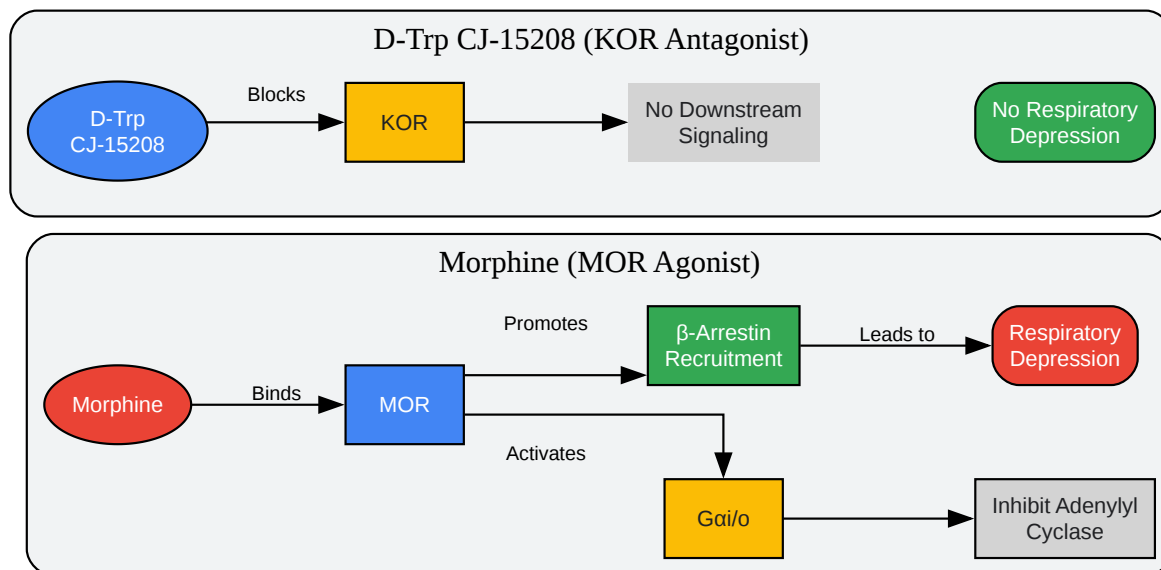 D-Trp CJ-15208 (KOR Antagonist)
D-Trp
CJ-15208
Blocks
KOR
No Downstream
Signaling
No Respiratory
Depression
Morphine (MOR Agonist)
Morphine
Binds
MOR
Promotes
β-Arrestin
Recruitment
Leads to
Respiratory
Depression
Activates
Gαi/o
Inhibit Adenylyl
Cyclase